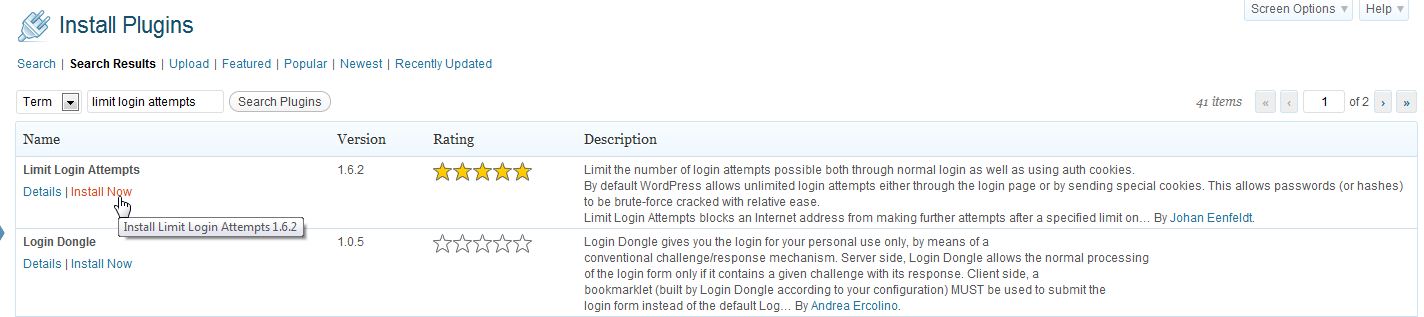 Screen Options Help
Install Plugins
Search | Search Results | Upload | Featured | Popular | Newest | Recently Updated
Term limit login attempts Search Plugins 41 items « ‹ 1 of 2 › »
Name Version Rating Description
Limit Login Attempts 1.6.2 Limit the number of login attempts possible both through normal login as well as using auth cookies.
Details | Install Now By default WordPress allows unlimited login attempts either through the login page or by sending special cookies. This allows passwords (or hashes)
to be brute-force cracked with relative ease.
Limit Login Attempts blocks an Internet address from making further attempts after a specified limit on... By Johan Eenfeldt.
Install Limit Login Attempts 1.6.2
Login Dongle 1.0.5 Login Dongle gives you the login for your personal use only, by means of a
conventional challenge/response mechanism. Server side, Login Dongle allows the normal processing
Details | Install Now of the login form only if it contains a given challenge with its response. Client side, a
bookmarklet (built by Login Dongle according to your configuration) MUST be used to submit the
login form instead of the default Log... By Andrea Ercolino.